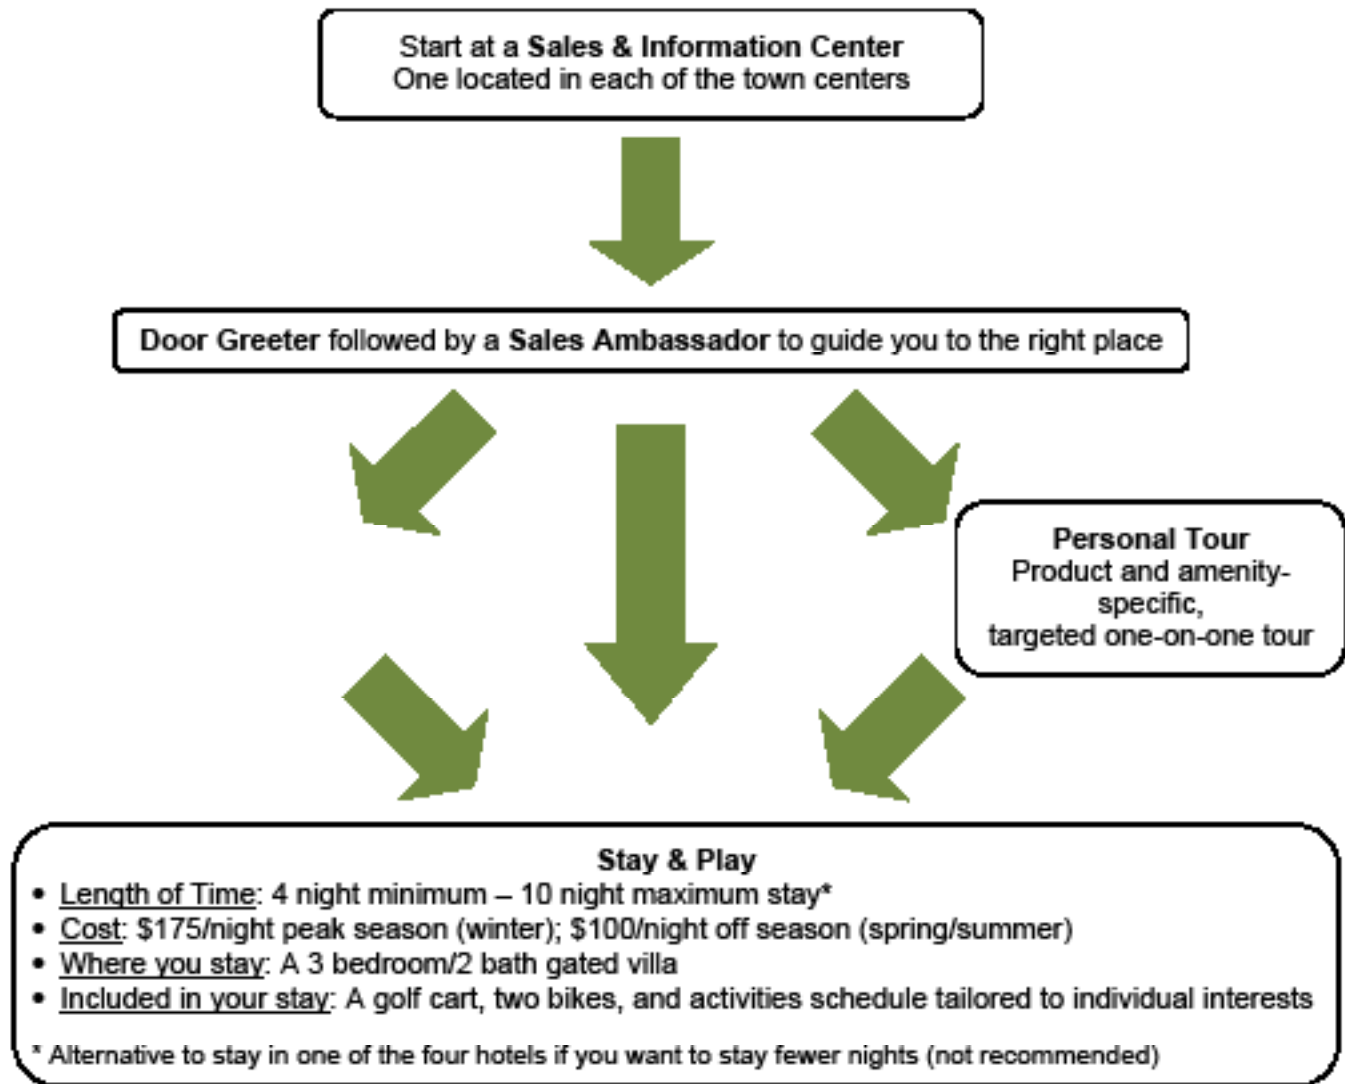 Start at a Sales & Information Center
One located in each of the town centers
Door Greeter followed by a Sales Ambassador to guide you to the right place
Personal Tour
Product and amenity-
specific,
targeted one-on-one tour
Stay & Play
• Length of Time: 4 night minimum – 10 night maximum stay*
• Cost: $175/night peak season (winter); $100/night off season (spring/summer)
• Where you stay: A 3 bedroom/2 bath gated villa
• Included in your stay: A golf cart, two bikes, and activities schedule tailored to individual interests
* Alternative to stay in one of the four hotels if you want to stay fewer nights (not recommended)